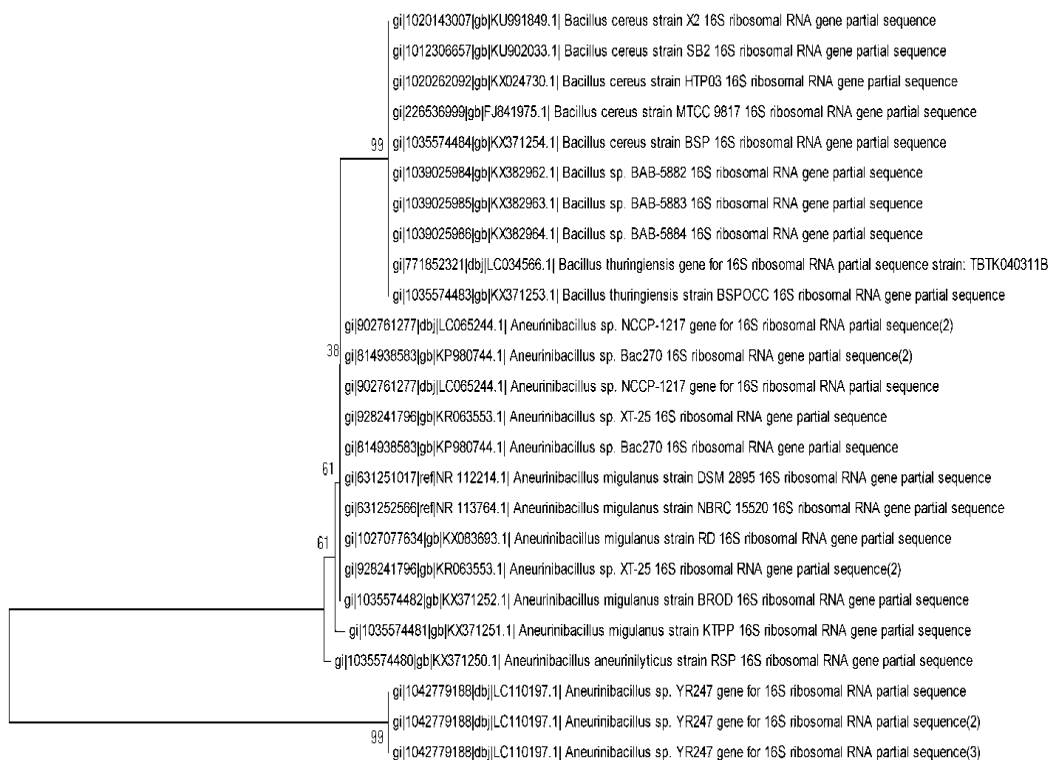 gi|1020143007|gb|KU991849.1| Bacillus cereus strain X2 16S ribosomal RNA gene partial sequence
gi|1012306657|gb|KU902033.1| Bacillus cereus strain SB2 16S ribosomal RNA gene partial sequence
gi|1020262092|gb|KX024730.1| Bacillus cereus strain HTP03 16S ribosomal RNA gene partial sequence
gi|226536999|gb|FJ841975.1| Bacillus cereus strain MTCC 9817 16S ribosomal RNA gene partial sequence
99
gi|1035574484|gb|KX371254.1| Bacillus cereus strain BSP 16S ribosomal RNA gene partial sequence
gi|1039025984|gb|KX382962.1| Bacillus sp. BAB-5882 16S ribosomal RNA gene partial sequence
gi|1039025985|gb|KX382963.1| Bacillus sp. BAB-5883 16S ribosomal RNA gene partial sequence
gi|1039025986|gb|KX382964.1| Bacillus sp. BAB-5884 16S ribosomal RNA gene partial sequence
gi|771852321|dbj|LC034566.1| Bacillus thuringiensis gene for 16S ribosomal RNA partial sequence strain: TBTK040311B
gi|1035574483|gb|KX371253.1| Bacillus thuringiensis strain BSPOCC 16S ribosomal RNA gene partial sequence
gi|902761277|dbj|LC065244.1| Aneurinibacillus sp. NCCP-1217 gene for 16S ribosomal RNA partial sequence(2)
38
gi|814938583|gb|KP980744.1| Aneurinibacillus sp. Bac270 16S ribosomal RNA gene partial sequence(2)
gi|902761277|dbj|LC065244.1| Aneurinibacillus sp. NCCP-1217 gene for 16S ribosomal RNA partial sequence
gi|928241796|gb|KR063553.1| Aneurinibacillus sp. XT-25 16S ribosomal RNA gene partial sequence
gi|814938583|gb|KP980744.1| Aneurinibacillus sp. Bac270 16S ribosomal RNA gene partial sequence
61
gi|631251017|ref|NR 112214.1| Aneurinibacillus migulanus strain DSM 2895 16S ribosomal RNA gene partial sequence
gi|631252566|ref|NR 113764.1| Aneurinibacillus migulanus strain NBRC 15520 16S ribosomal RNA gene partial sequence
61
gi|1027077634|gb|KX083693.1| Aneurinibacillus migulanus strain RD 16S ribosomal RNA gene partial sequence
gi|928241796|gb|KR063553.1| Aneurinibacillus sp. XT-25 16S ribosomal RNA gene partial sequence(2)
gi|1035574482|gb|KX371252.1| Aneurinibacillus migulanus strain BROD 16S ribosomal RNA gene partial sequence
gi|1035574481|gb|KX371251.1| Aneurinibacillus migulanus strain KTPP 16S ribosomal RNA gene partial sequence
gi|1035574480|gb|KX371250.1| Aneurinibacillus aneurinilyticus strain RSP 16S ribosomal RNA gene partial sequence
gi|1042779188|dbj|LC110197.1| Aneurinibacillus sp. YR247 gene for 16S ribosomal RNA partial sequence
gi|1042779188|dbj|LC110197.1| Aneurinibacillus sp. YR247 gene for 16S ribosomal RNA partial sequence(2)
99
gi|1042779188|dbj|LC110197.1| Aneurinibacillus sp. YR247 gene for 16S ribosomal RNA partial sequence(3)